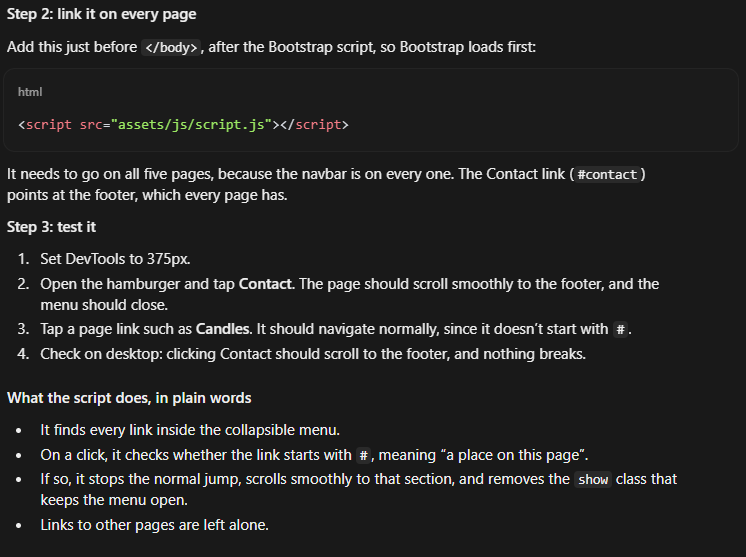 Step 2: link it on every page
Add this just before </body>, after the Bootstrap script, so Bootstrap loads first:
html
<script src="assets/js/script.js"></script>
It needs to go on all five pages, because the navbar is on every one. The Contact link (#contact)
points at the footer, which every page has.
Step 3: test it
1. Set DevTools to 375px.
2. Open the hamburger and tap Contact. The page should scroll smoothly to the footer, and the
menu should close.
3. Tap a page link such as Candles. It should navigate normally, since it doesn’t start with #.
4. Check on desktop: clicking Contact should scroll to the footer, and nothing breaks.
What the script does, in plain words
• It finds every link inside the collapsible menu.
• On a click, it checks whether the link starts with #, meaning “a place on this page”.
• If so, it stops the normal jump, scrolls smoothly to that section, and removes the show class that
keeps the menu open.
• Links to other pages are left alone.